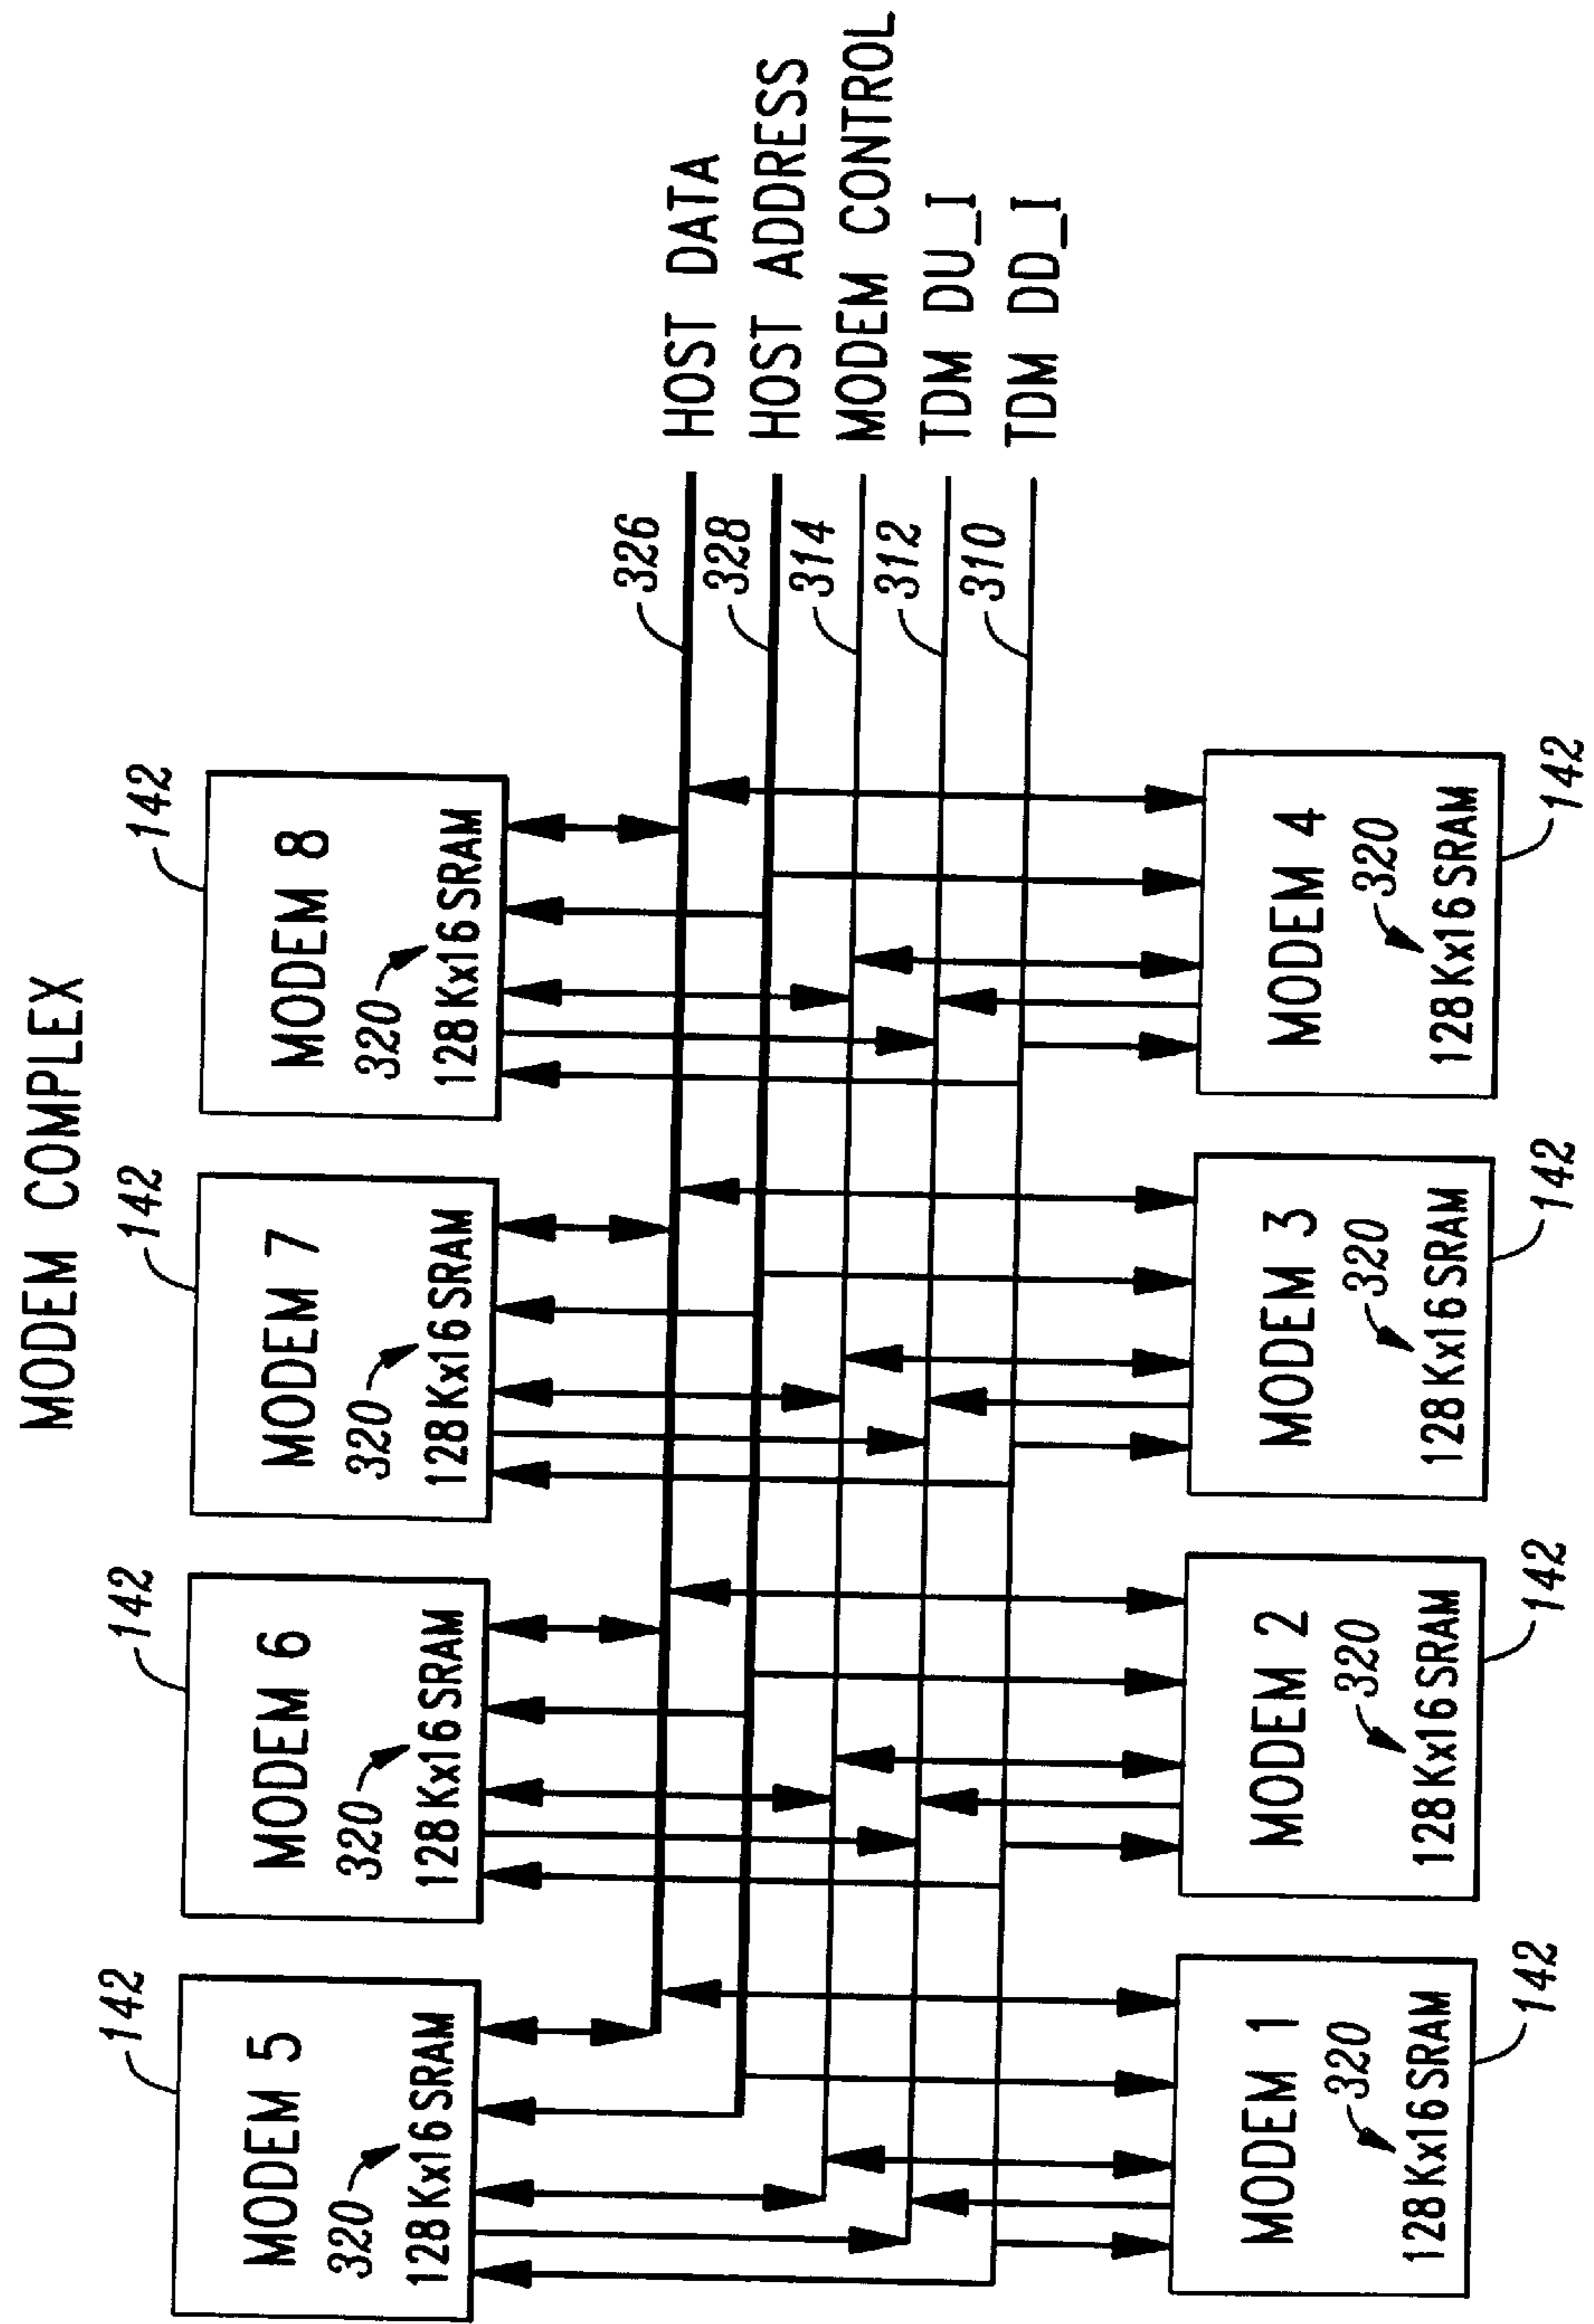 MODEM COMPLEX
142
142
142
142
MODEM 5
320
128Kx16 SRAM
MODEM 6
320
128Kx16 SRAM
MODEM 7
320
128Kx16 SRAM
MODEM 8
320
128Kx16 SRAM
326
HOST DATA
328
HOST ADDRESS
314
MODEM CONTROL
312
TDM DU_I
310
TDM DD_I
MODEM 1
320
128Kx16 SRAM
MODEM 2
320
128Kx16 SRAM
MODEM 3
320
128Kx16 SRAM
MODEM 4
320
128Kx16 SRAM
142
142
142
142